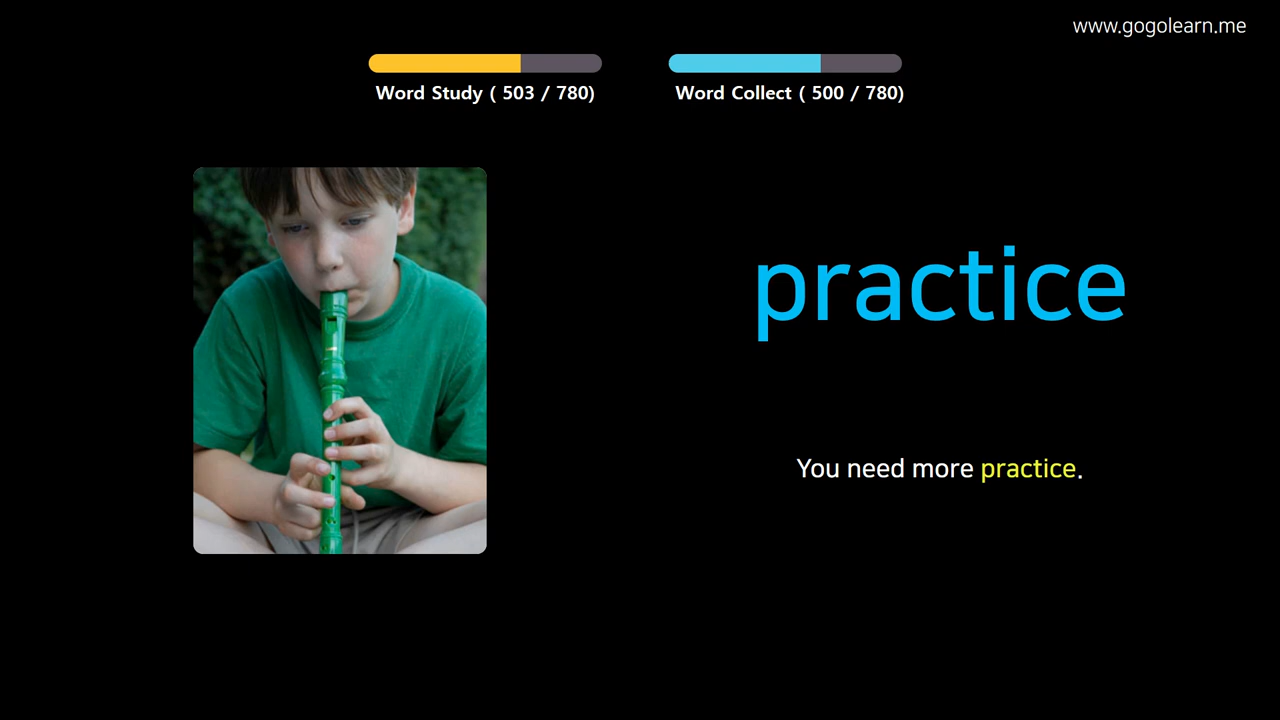 www.gogolearn.me
Word Study ( 503 / 780)
Word Collect ( 500 / 780)
practice
You need more practice.